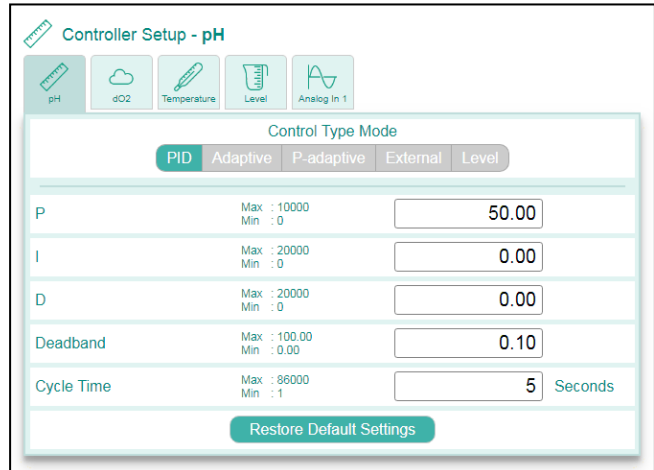 Controller Setup - pH
pH
dO2
Temperature
Level
Analog In 1
Control Type Mode
PID Adaptive P-adaptive External Level
P Max : 10000 50.00
Min : 0
I Max : 20000 0.00
Min : 0
D Max : 20000 0.00
Min : 0
Deadband Max : 100.00 0.10
Min : 0.00
Cycle Time Max : 86000 5 Seconds
Min : 1
Restore Default Settings